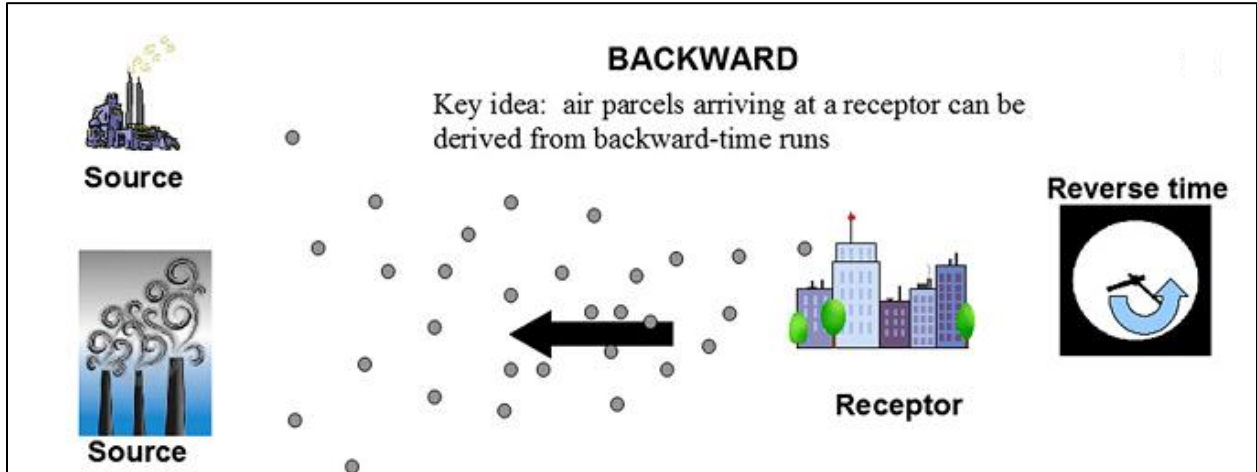 BACKWARD
Key idea: air parcels arriving at a receptor can be
derived from backward-time runs
Source
Reverse time
Receptor
Source